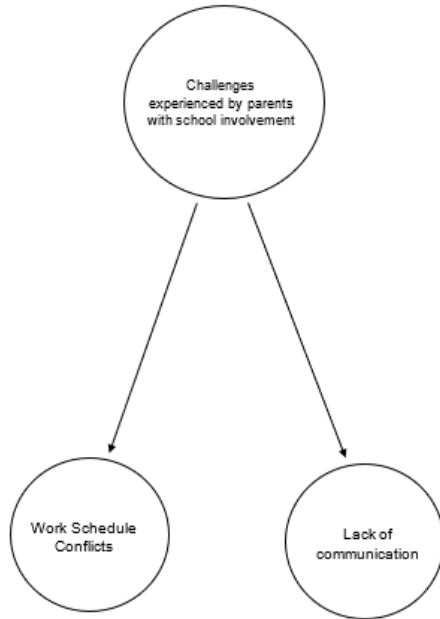 Challenges
experienced by parents
with school involvement
Work Schedule
Conflicts
Lack of
communication